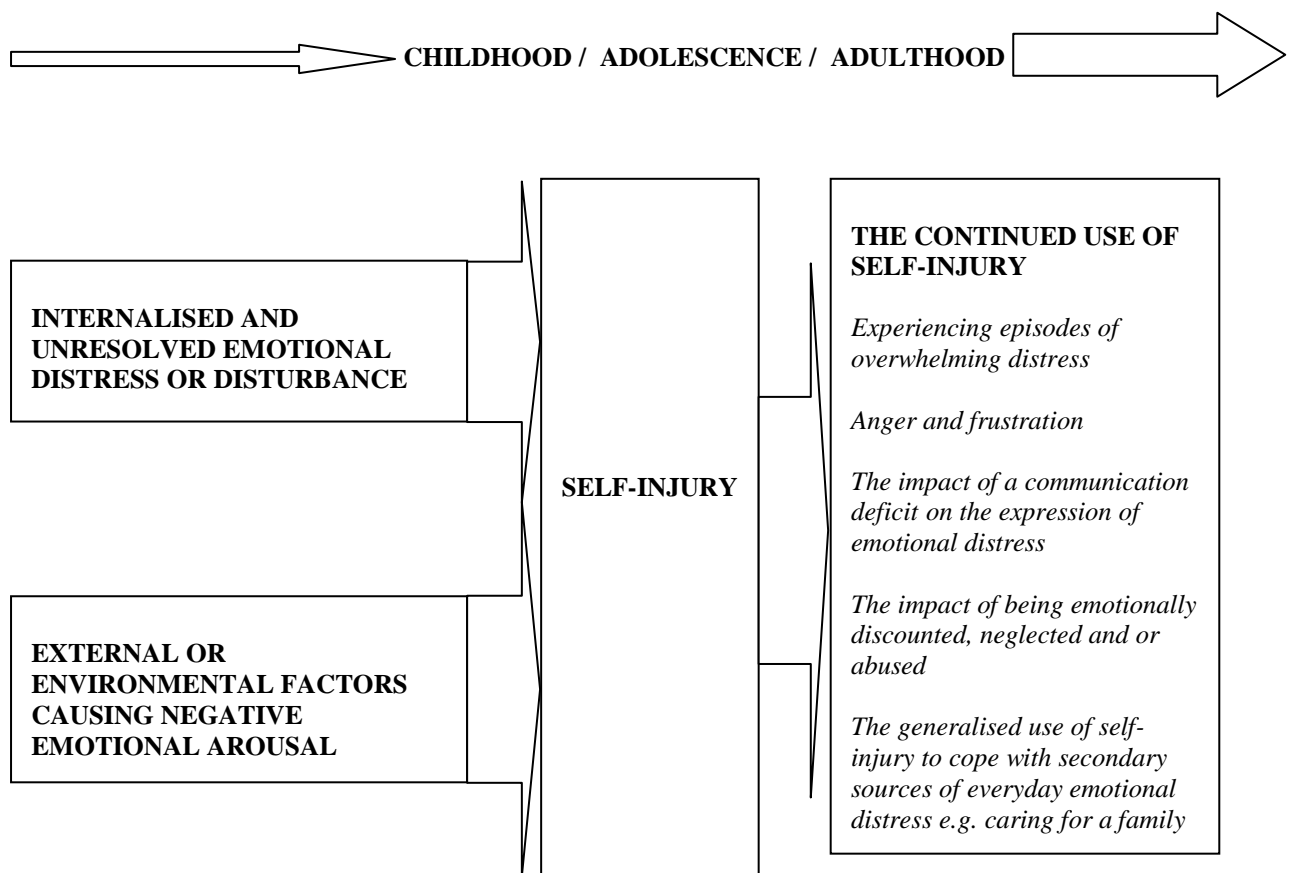 CHILDHOOD / ADOLESCENCE / ADULTHOOD
INTERNALISED AND
UNRESOLVED EMOTIONAL
DISTRESS OR DISTURBANCE
EXTERNAL OR
ENVIRONMENTAL FACTORS
CAUSING NEGATIVE
EMOTIONAL AROUSAL
SELF-INJURY
THE CONTINUED USE OF
SELF-INJURY
Experiencing episodes of
overwhelming distress
Anger and frustration
The impact of a communication
deficit on the expression of
emotional distress
The impact of being emotionally
discounted, neglected and or
abused
The generalised use of self-
injury to cope with secondary
sources of everyday emotional
distress e.g. caring for a family